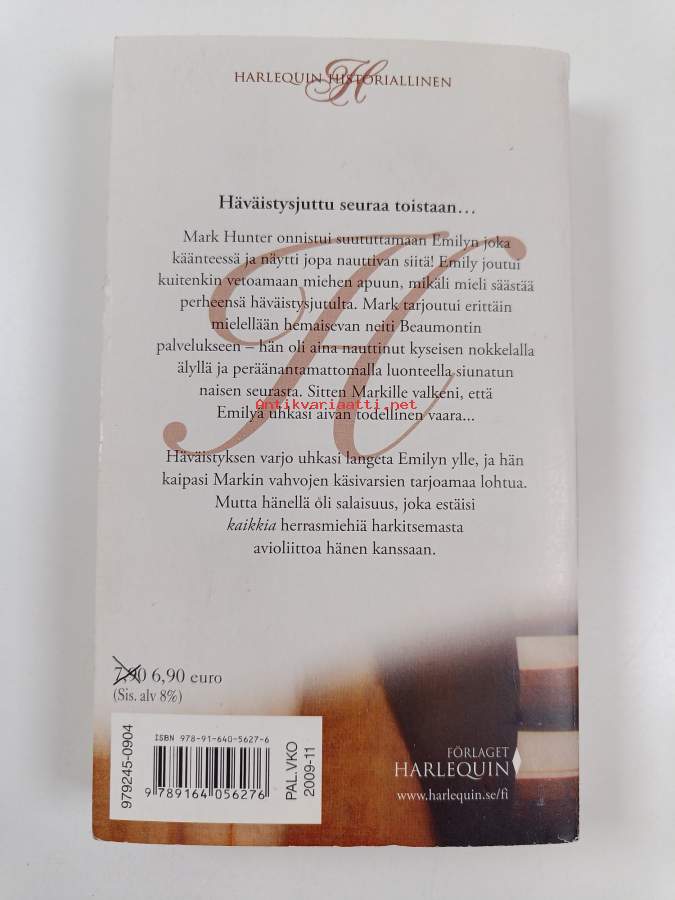 HARLEQUIN HISTORIALLINEN
H
Häväistysjuttu seuraa toistaan…
Mark Hunter onnistui suututtamaan Emilyn joka
käänteessä ja näytti jopa nauttivan siitä! Emily joutui
kuitenkin vetoamaan miehen apuun, mikäli mieli säästää
perheensä häväistysjutulta. Mark tarjoutui erittäin
mielellään hemaisevan neiti Beaumontin
palvelukseen – hän oli aina nauttinut kyseisen nokkelalla
älyllä ja peräänantamattomalla luonteella siunatun
naisen seurasta. Sitten Markille valkeni, että
Antikvariaatti.net
Emilyä uhkasi aivan todellinen vaara...
Häväistyksen varjo uhkasi langeta Emilyn ylle, ja hän
kaipasi Markin vahvojen käsivarsien tarjoamaa lohtua.
Mutta hänellä oli salaisuus, joka estäisi
kaikkia herrasmiehiä harkitsemasta
avioliittoa hänen kanssaan.
7,90 6,90 euro
(Sis. alv 8%)
979245-0904
ISBN 978-91-640-5627-6
9 789164 056276
PAL.VKO
2009-11
FÖRLAGET
HARLEQUIN
www.harlequin.se/fi